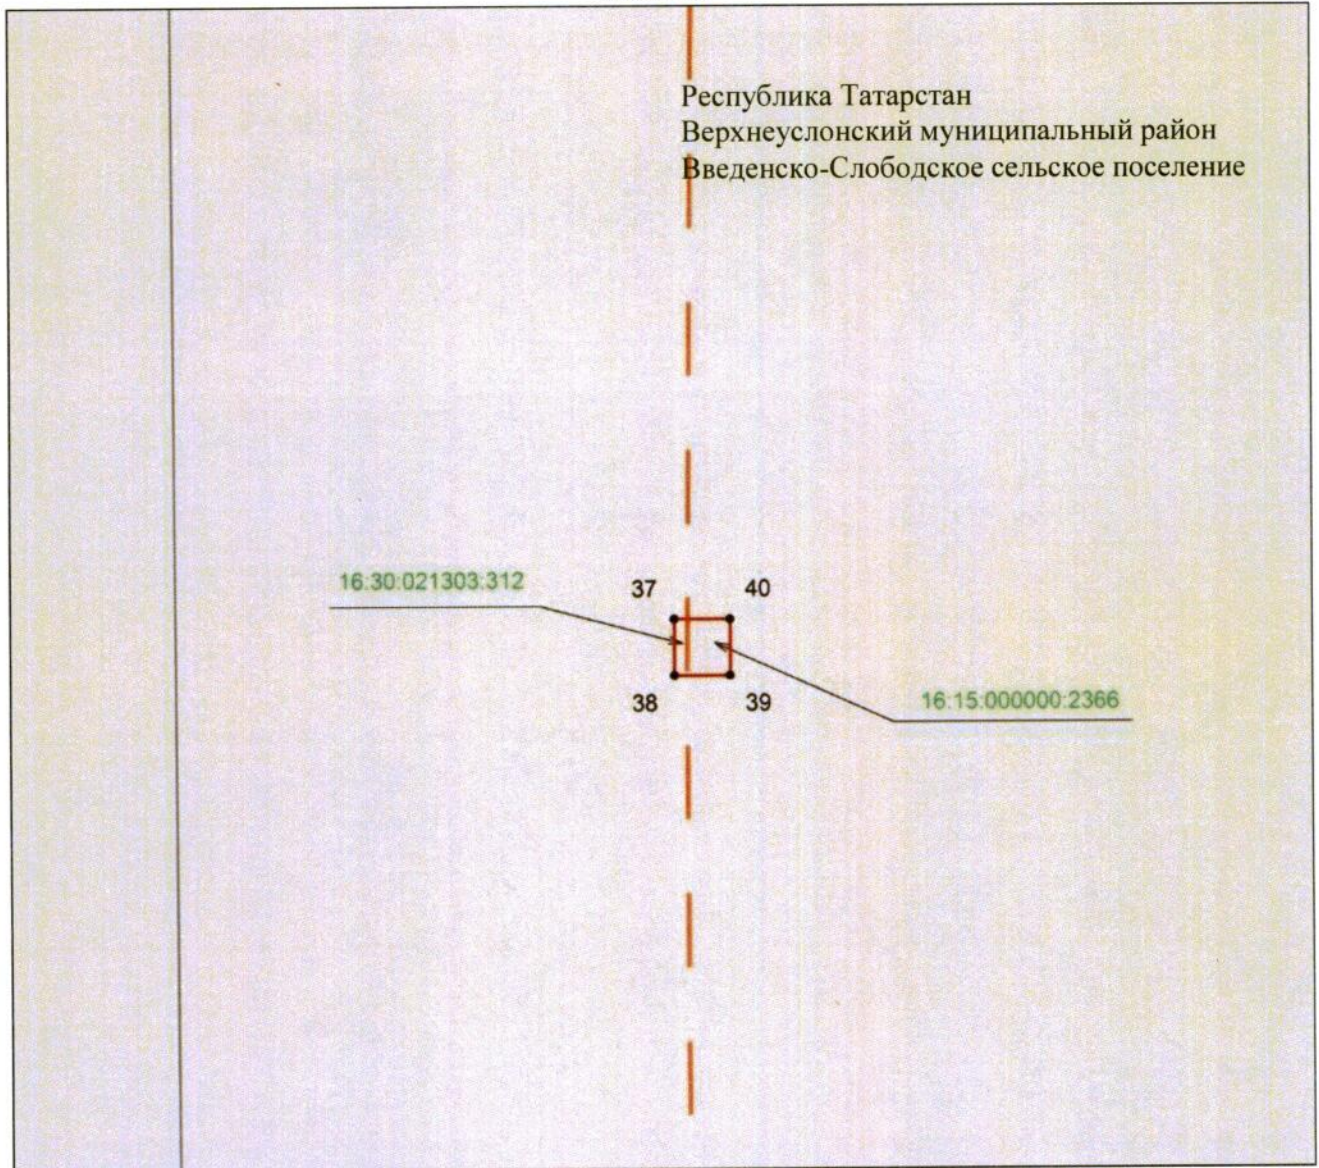 Республика Татарстан
Верхнеуслонский муниципальный район
Введенско-Слободское сельское поселение
16:30:021303:312
37
40
38
39
16:15:000000:2366